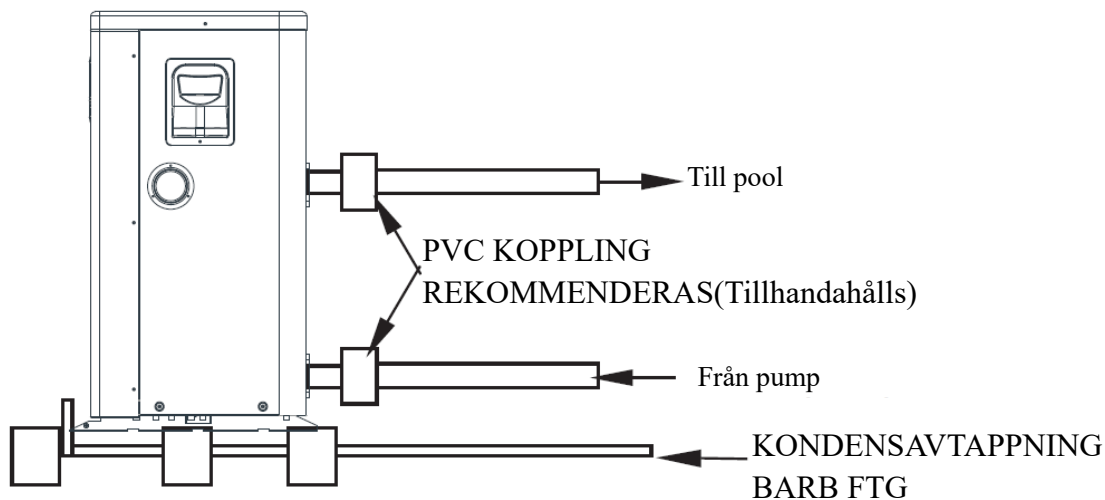 Till pool
PVC KOPPLING
REKOMMENDERAS(Tillhandahålls)
Från pump
KONDENSAVTAPPNING
BARB FTG